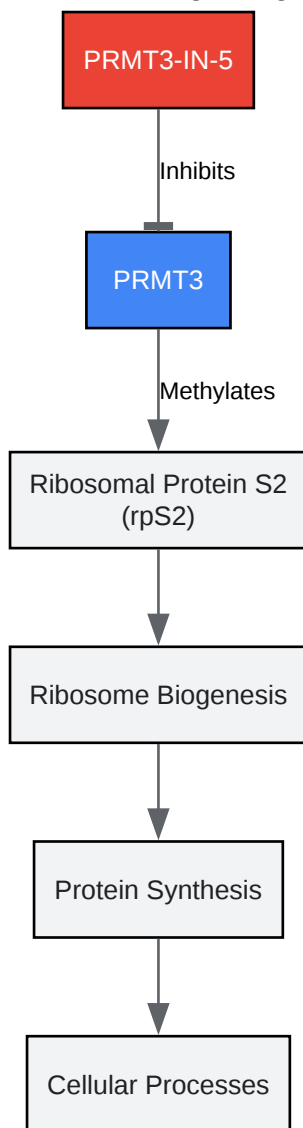 PRMT3-IN-5
Inhibits
PRMT3
Methylates
Ribosomal Protein S2
(rpS2)
Ribosome Biogenesis
Protein Synthesis
Cellular Processes